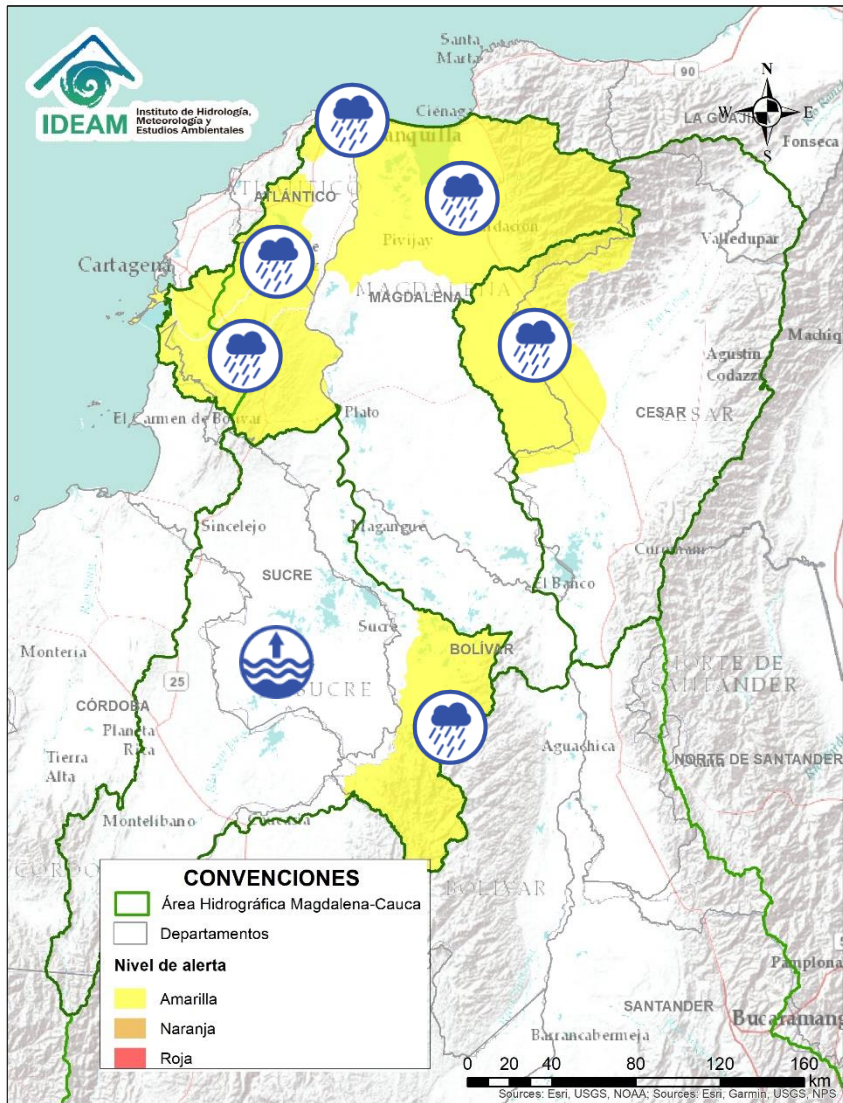 IDEAM
Instituto de Hidrología,
Meteorología y
Estudios Ambientales
Santa
Marta
90
N
W
E
S
LA GUAJIRA
Ciénaga
Fonseca
ATLÁNTICO
Valledupar
Pivijay
Cartagena
MAGDALENA
MAGDALENA
Agustín
Codazzi
CESAR
CESAR
El Carmen de Bolívar
Plato
Sincelejo
Magangue
Curumani
SUCRE
El Banco
Sucre
BOLÍVAR
Montería
25
SUCRE
NORTE DE
SANTANDER
CÓRDOBA
Planeta
Rica
Aguachica
NORTE DE SANTANDER
Tierra
Alta
Montelíbano
BOLÍVAR
CONVENCIONES
Área Hidrográfica Magdalena-Cauca
Departamentos
Nivel de alerta
Amarilla
Naranja
Roja
Pamplona
SANTANDER
Barrancabermeja
0 20 40 80 120 160
km
Sources: Esri, USGS, NOAA; Sources: Esri, Garmin, USGS, NPS